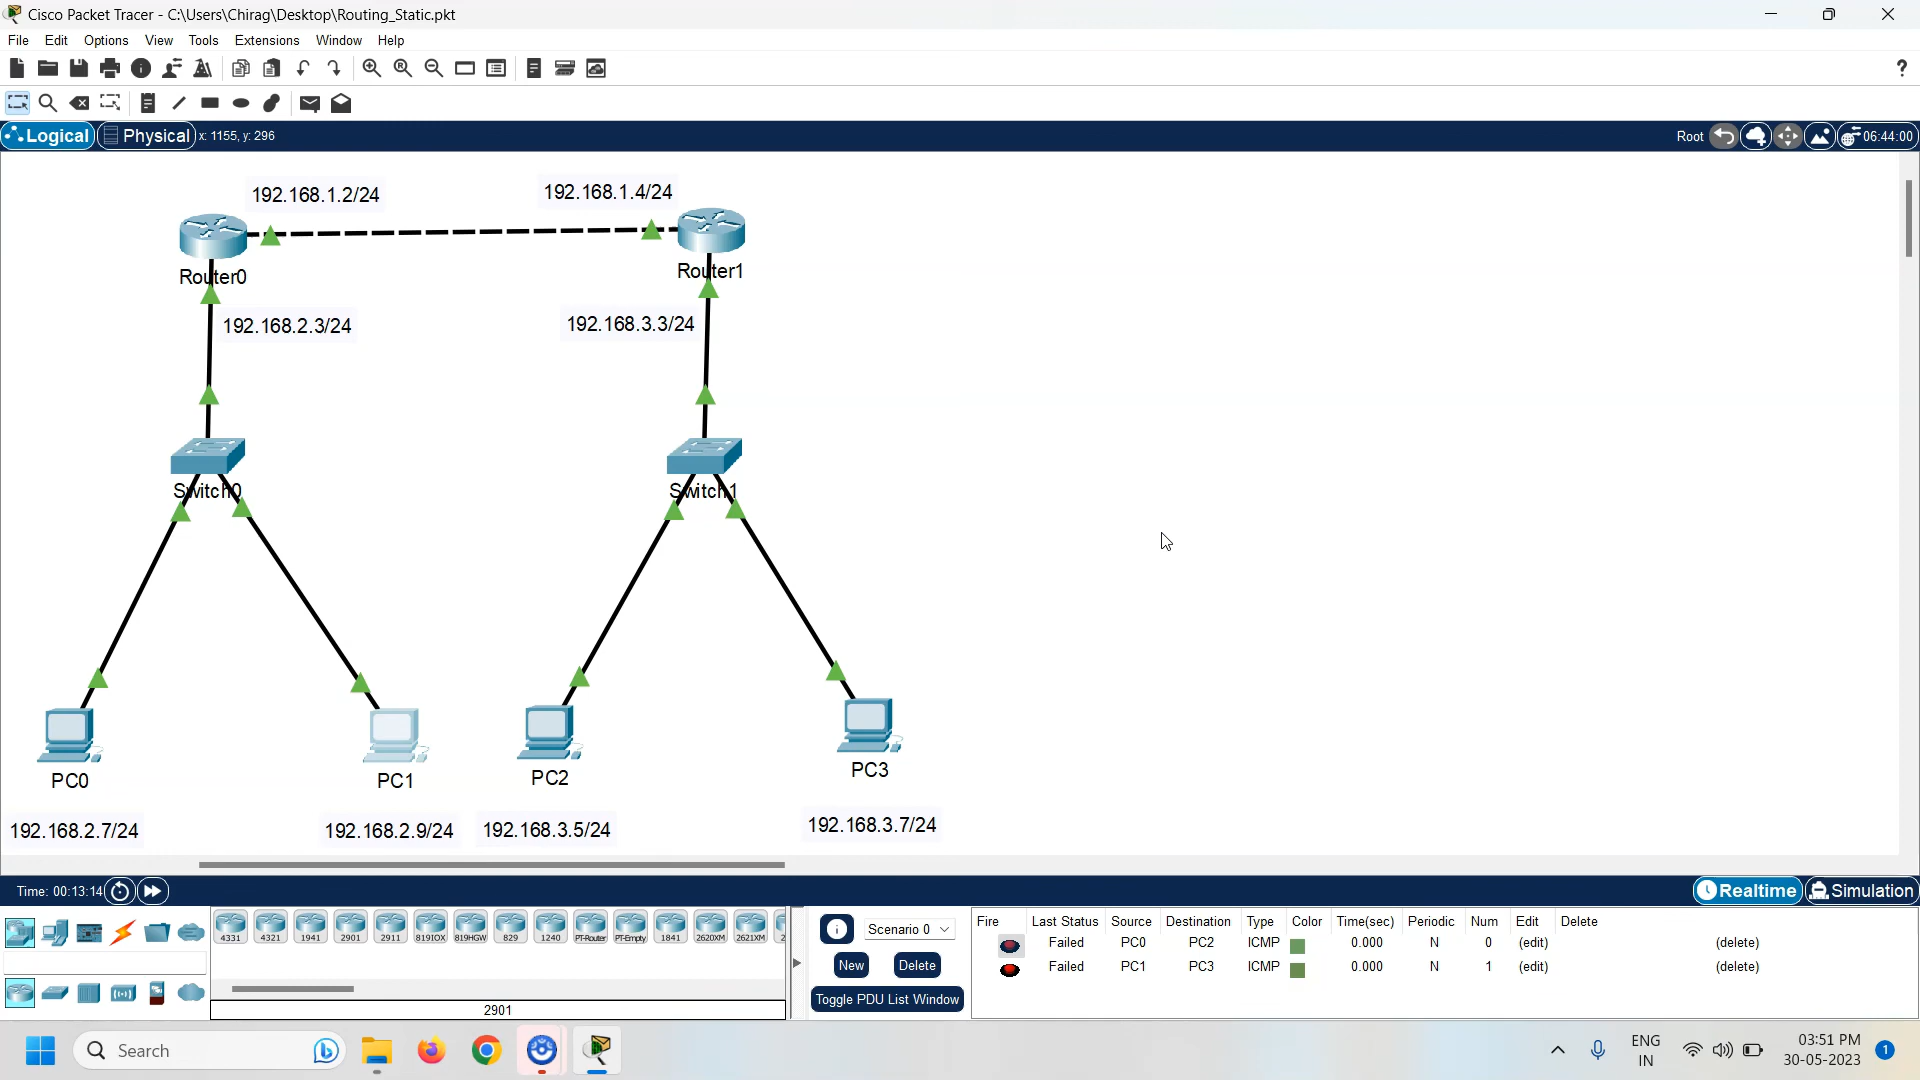 Cisco Packet Tracer - C:\Users\Chirag\Desktop\Routing_Static.pkt
File Edit Options View Tools Extensions Window Help
?
Logical Physical x: 1155, y: 296 Root 06:44:00
192.168.1.2/24 192.168.1.4/24
Router0 Router1
192.168.2.3/24 192.168.3.3/24
Switch0 Switch1
PC0 PC1 PC2 PC3
192.168.2.7/24 192.168.2.9/24 192.168.3.5/24 192.168.3.7/24
Time: 00:13:14 Realtime Simulation
4331 4321 1941 2901 2911 819IOX 819HGW 829 1240 PT-Router PT-Empty 1841 2620XM 2621XM 2
2901
Scenario 0
New Delete
Toggle PDU List Window
Fire Last Status Source Destination Type Color Time(sec) Periodic Num Edit Delete
Failed PC0 PC2 ICMP 0.000 N 0 (edit) (delete)
Failed PC1 PC3 ICMP 0.000 N 1 (edit) (delete)
Search
ENG
IN
03:51 PM
30-05-2023
1